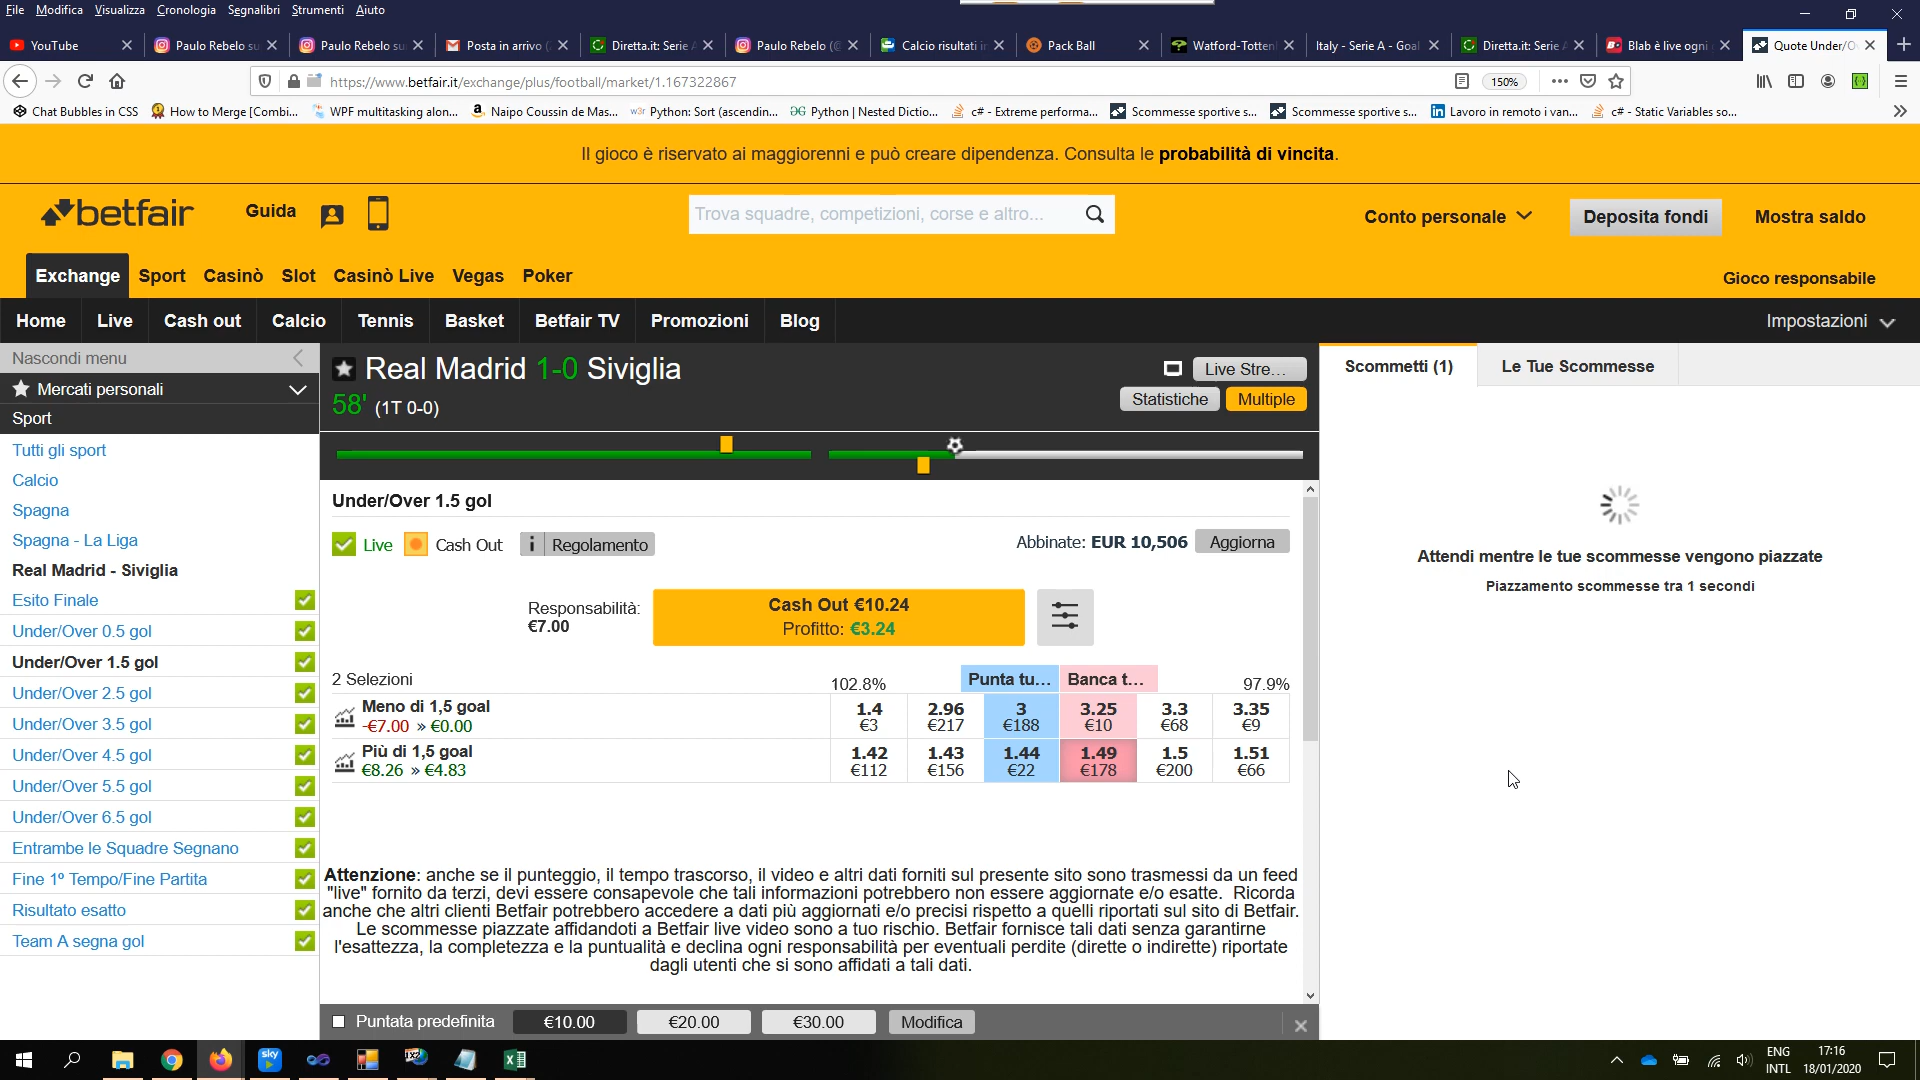 File Modifica Visualizza Cronologia Segnalibri Strumenti Aiuto
YouTube Paulo Rebelo su Paulo Rebelo su Posta in arrivo ( Diretta.it: Serie A Paulo Rebelo (@ Calcio risultati in Pack Ball Watford-Totten Italy - Serie A - Goal Diretta.it: Serie A Blab è live ogni Quote Under/O
https://www.betfair.it/exchange/plus/football/market/1.167322867 150%
Chat Bubbles in CSS How to Merge [Combi... WPF multitasking alon... Naipo Coussin de Mas... Python: Sort (ascendin... Python | Nested Dictio... c# - Extreme performa... Scommesse sportive s... Scommesse sportive s... Lavoro in remoto i van... c# - Static Variables so...
Il gioco è riservato ai maggiorenni e può creare dipendenza. Consulta le probabilità di vincita.
betfair Guida Trova squadre, competizioni, corse e altro... Conto personale Deposita fondi Mostra saldo
Exchange Sport Casinò Slot Casinò Live Vegas Poker Gioco responsabile
Home Live Cash out Calcio Tennis Basket Betfair TV Promozioni Blog Impostazioni
Nascondi menu
Mercati personali
Sport
Tutti gli sport
Calcio
Spagna
Spagna - La Liga
Real Madrid - Siviglia
Esito Finale
Under/Over 0.5 gol
Under/Over 1.5 gol
Under/Over 2.5 gol
Under/Over 3.5 gol
Under/Over 4.5 gol
Under/Over 5.5 gol
Under/Over 6.5 gol
Entrambe le Squadre Segnano
Fine 1º Tempo/Fine Partita
Risultato esatto
Team A segna gol
Real Madrid 1-0 Siviglia Live Stre...
58' (1T 0-0) Statistiche Multiple
Under/Over 1.5 gol
Live Cash Out i Regolamento Abbinate: EUR 10,506 Aggiorna
Responsabilità: €7.00
Cash Out €10.24
Profitto: €3.24
2 Selezioni 102.8% Punta tu... Banca t... 97.9%
Meno di 1,5 goal 1.4 2.96 3 3.25 3.3 3.35
-€7.00 » €0.00 €3 €217 €188 €10 €68 €9
Più di 1,5 goal 1.42 1.43 1.44 1.49 1.5 1.51
€8.26 » €4.83 €112 €156 €22 €178 €200 €66
Attenzione: anche se il punteggio, il tempo trascorso, il video e altri dati forniti sul presente sito sono trasmessi da un feed
"live" fornito da terzi, devi essere consapevole che tali informazioni potrebbero non essere aggiornate e/o esatte. Ricorda
anche che altri clienti Betfair potrebbero accedere a dati più aggiornati e/o precisi rispetto a quelli riportati sul sito di Betfair.
Le scommesse piazzate affidandoti a Betfair live video sono a tuo rischio. Betfair fornisce tali dati senza garantirne
l'esattezza, la completezza e la puntualità e declina ogni responsabilità per eventuali perdite (dirette o indirette) riportate
dagli utenti che si sono affidati a tali dati.
Puntata predefinita €10.00 €20.00 €30.00 Modifica
Scommetti (1) Le Tue Scommesse
Attendi mentre le tue scommesse vengono piazzate
Piazzamento scommesse tra 1 secondi
sky 1X2
ENG 17:16
INTL 18/01/2020